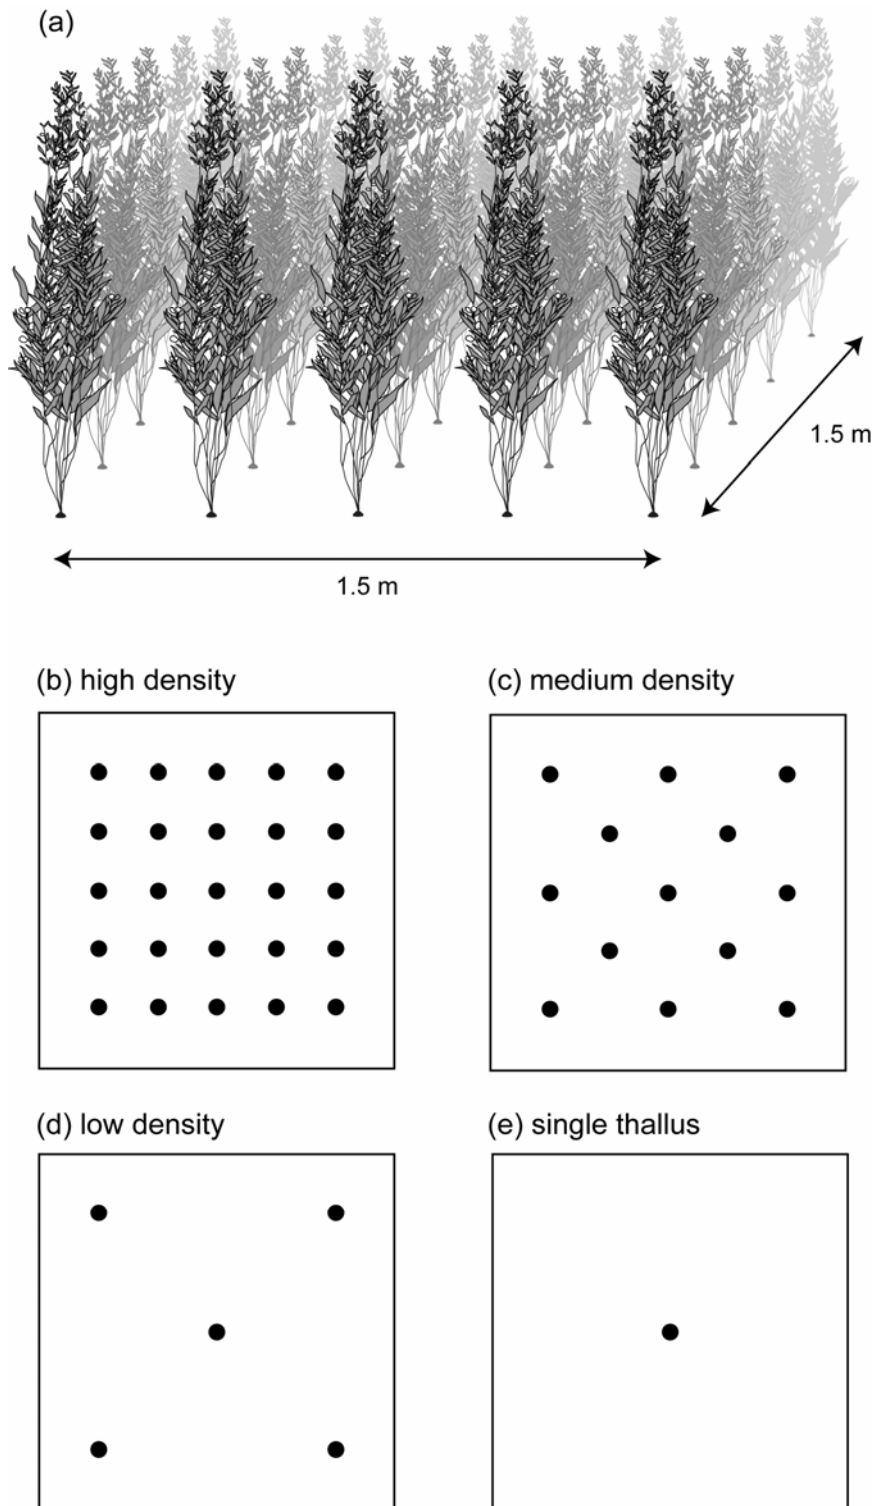 (a)
1.5 m
1.5 m
(b) high density
(c) medium density
(d) low density
(e) single thallus